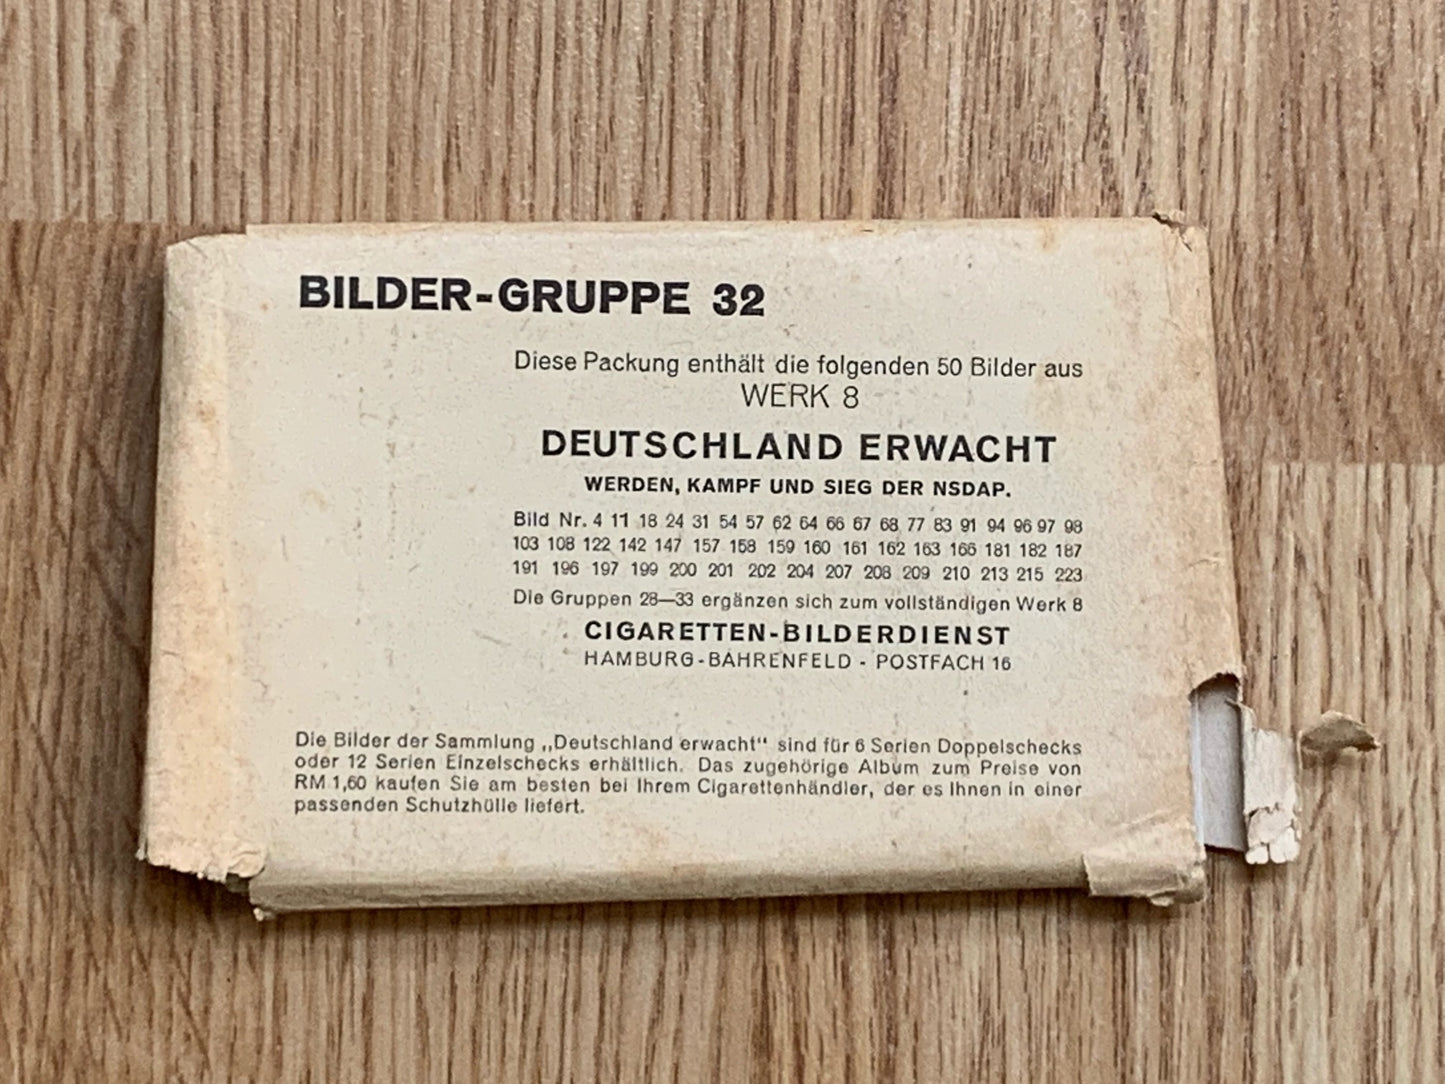 BILDER-GRUPPE 32
Diese Packung enthält die folgenden 50 Bilder aus
WERK 8
DEUTSCHLAND ERWACHT
WERDEN, KAMPF UND SIEG DER NSDAP.
Bild Nr. 4 11 18 24 31 54 57 62 64 66 67 68 77 83 91 94 96 97 98
103 108 122 142 147 157 158 159 160 161 162 163 166 181 182 187
191 196 197 199 200 201 202 204 207 208 209 210 213 215 223
Die Gruppen 28—33 ergänzen sich zum vollständigen Werk 8
CIGARETTEN-BILDERDIENST
HAMBURG-BAHRENFELD - POSTFACH 16
Die Bilder der Sammlung „Deutschland erwacht“ sind für 6 Serien Doppelschecks
oder 12 Serien Einzelschecks erhältlich. Das zugehörige Album zum Preise von
RM 1,60 kaufen Sie am besten bei Ihrem Cigarettenhändler, der es Ihnen in einer
passenden Schutzhülle liefert.